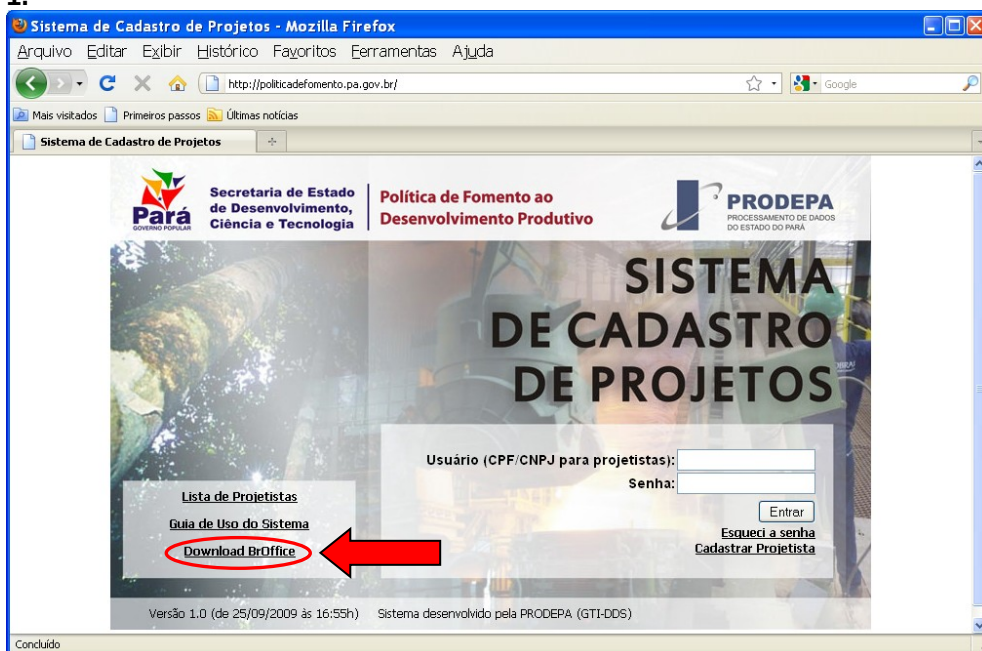 1.
Sistema de Cadastro de Projetos - Mozilla Firefox
Arquivo Editar Exibir Histórico Favoritos Ferramentas Ajuda
http://politicadefomento.pa.gov.br/
Google
Mais visitados Primeiros passos Últimas notícias
Sistema de Cadastro de Projetos
Pará
GOVERNO POPULAR
Secretaria de Estado
de Desenvolvimento,
Ciência e Tecnologia
Política de Fomento ao
Desenvolvimento Produtivo
PRODEPA
PROCESSAMENTO DE DADOS
DO ESTADO DO PARÁ
SISTEMA
DE CADASTRO
DE PROJETOS
Usuário (CPF/CNPJ para projetistas):
Senha:
Entrar
Esqueci a senha
Cadastrar Projetista
Lista de Projetistas
Guia de Uso do Sistema
Download BrOffice
Versão 1.0 (de 25/09/2009 às 16:55h) Sistema desenvolvido pela PRODEPA (GTI-DDS)
Concluído